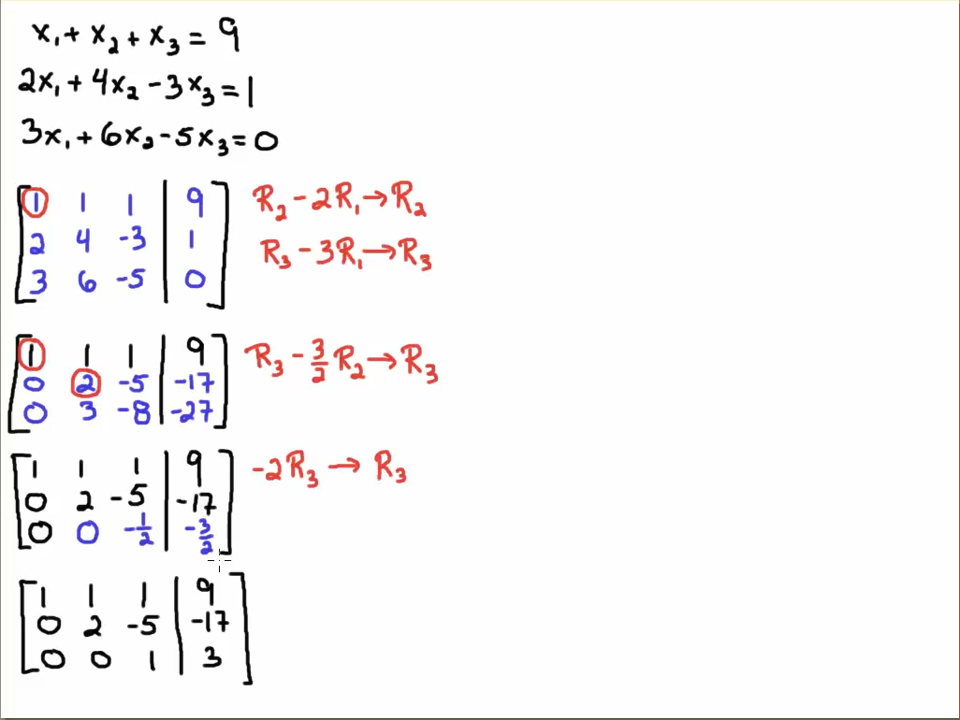 x₁ + x₂ + x₃ = 9
2x₁ + 4x₂ - 3x₃ = 1
3x₁ + 6x₂ - 5x₃ = 0
[1 1 1 | 9] R₂ - 2R₁ → R₂
[2 4 -3 | 1] R₃ - 3R₁ → R₃
[3 6 -5 | 0]
[1 1 1 | 9] R₃ - 3/2 R₂ → R₃
[0 2 -5 | -17]
[0 3 -8 | -27]
[1 1 1 | 9] -2R₃ → R₃
[0 2 -5 | -17]
[0 0 -1/2 | -3/2]
[1 1 1 | 9]
[0 2 -5 | -17]
[0 0 1 | 3]